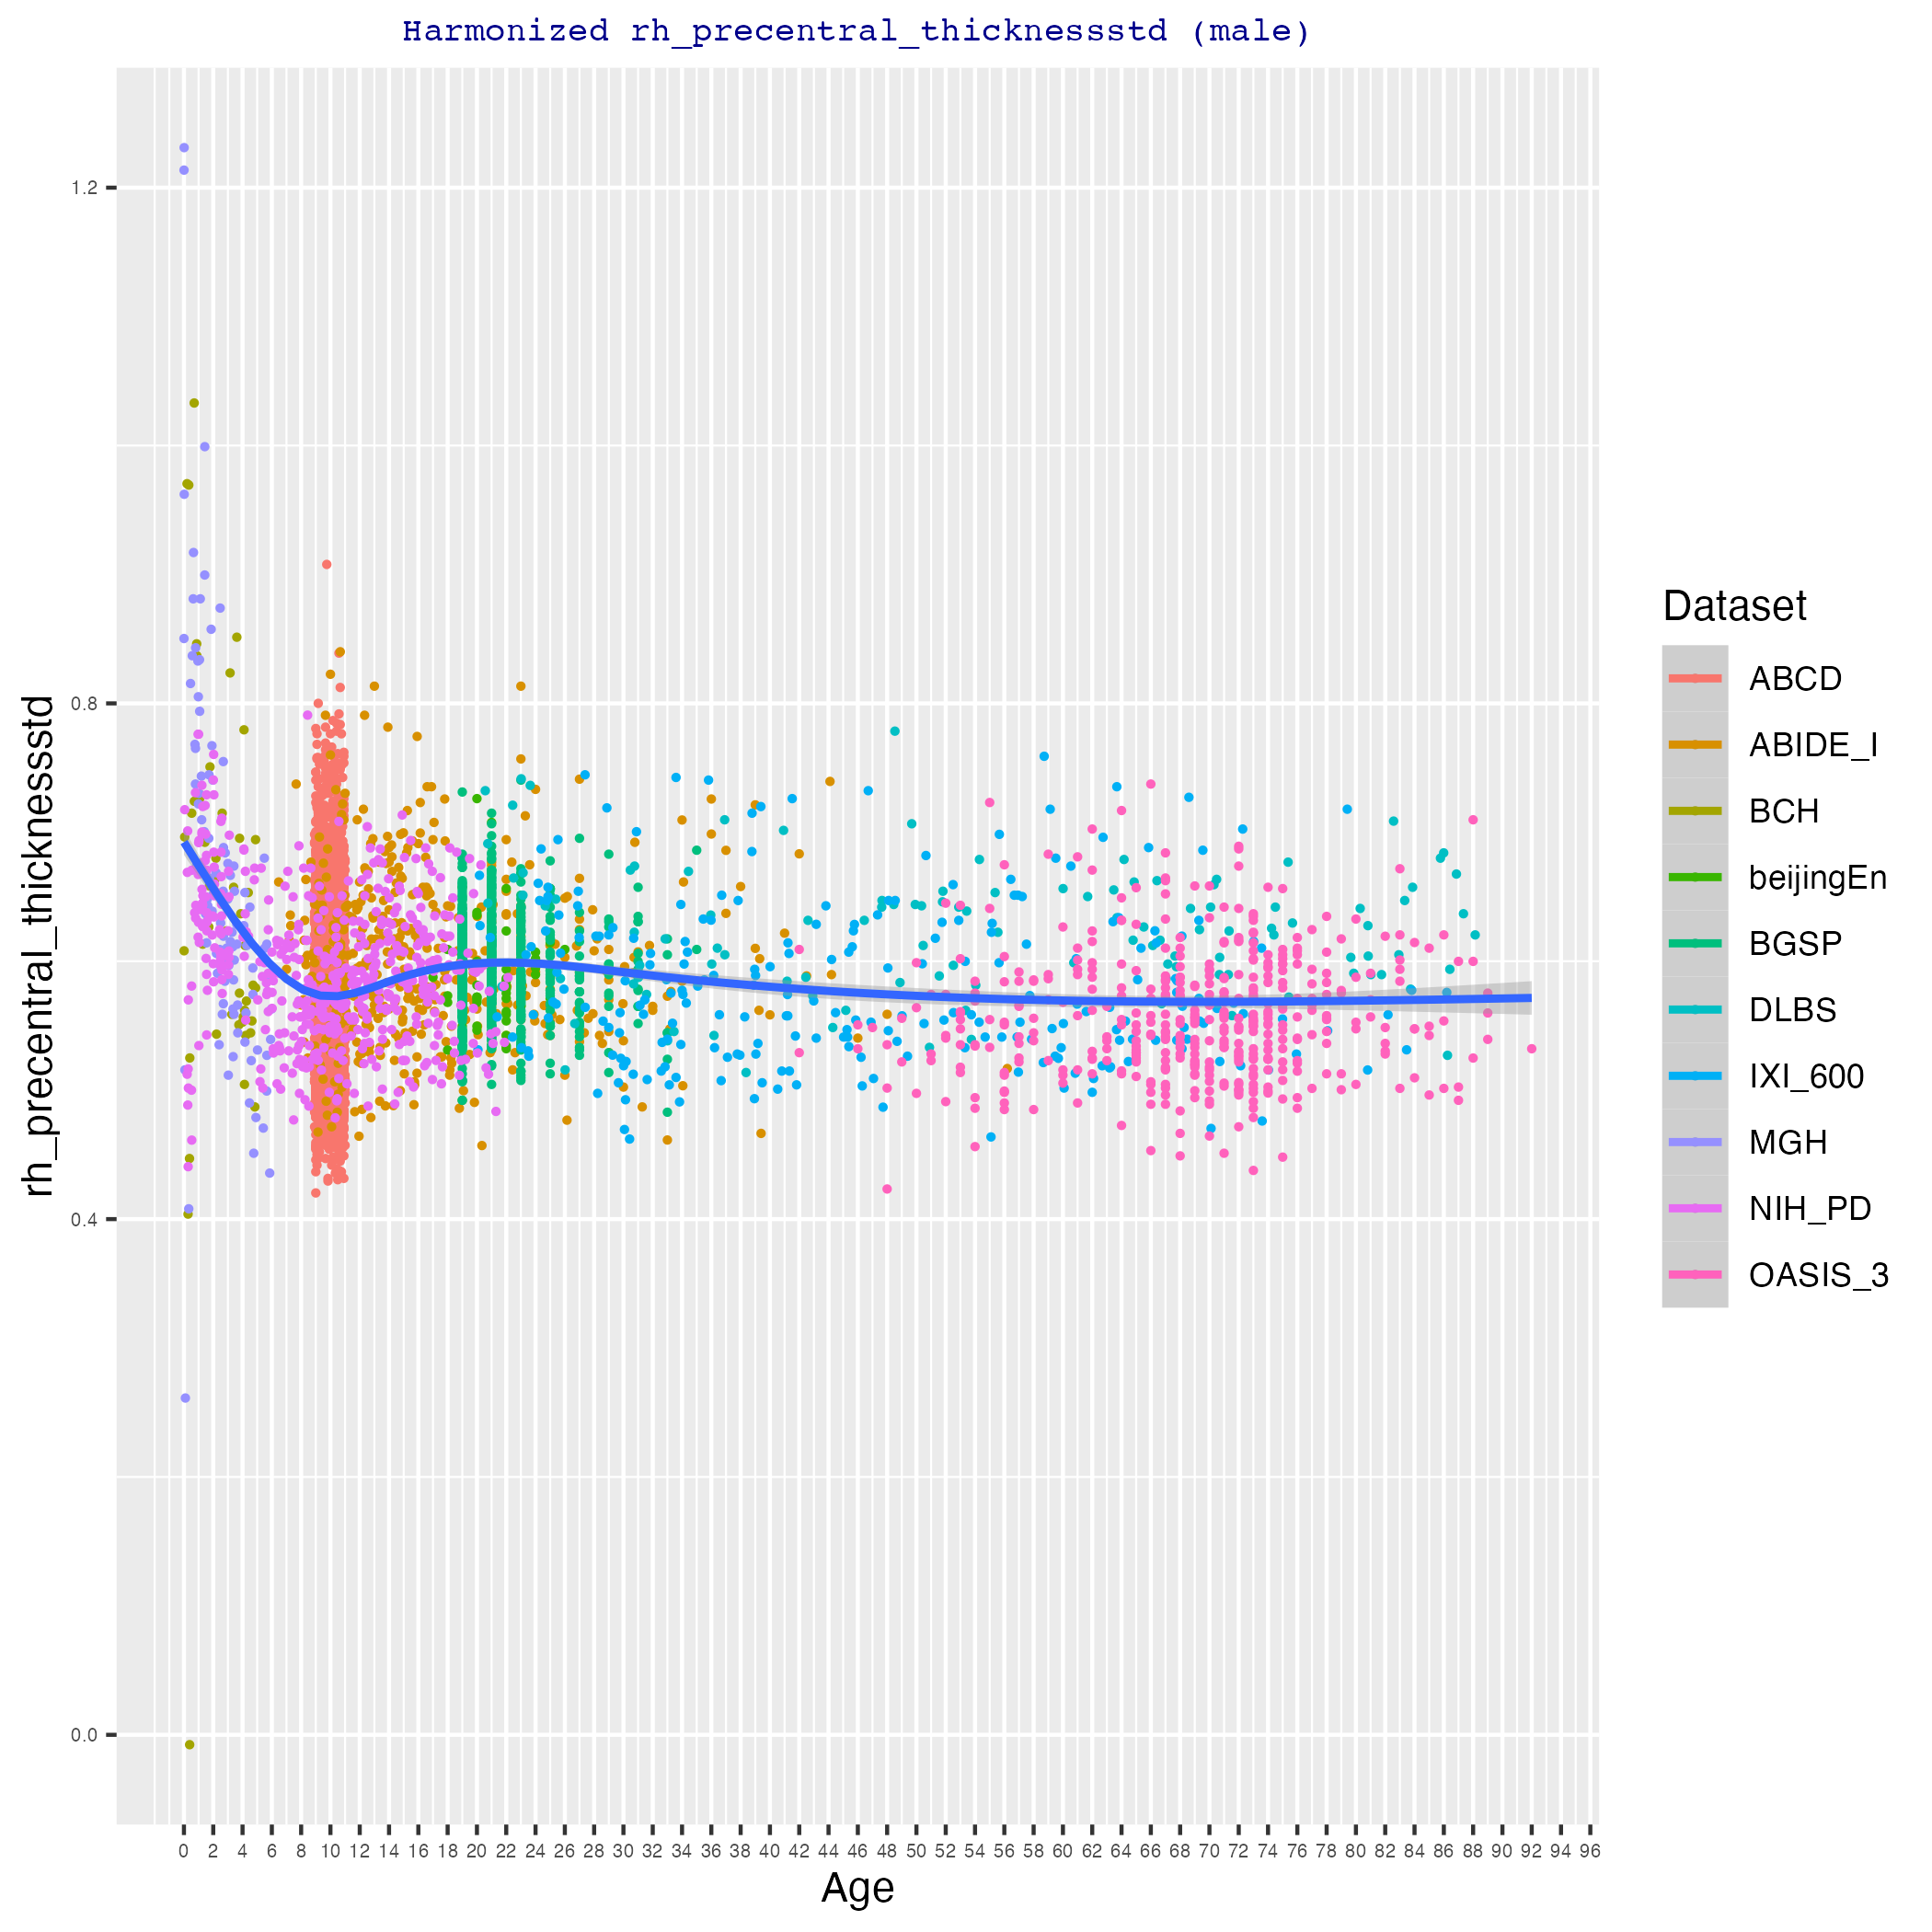 Harmonized rh_precentral_thicknessstd (male)
rh_precentral_thicknessstd
1.2
0.8
0.4
0.0
0 2 4 6 8 10 12 14 16 18 20 22 24 26 28 30 32 34 36 38 40 42 44 46 48 50 52 54 56 58 60 62 64 66 68 70 72 74 76 78 80 82 84 86 88 90 92 94 96
Age
Dataset
ABCD
ABIDE_I
BCH
beijingEn
BGSP
DLBS
IXI_600
MGH
NIH_PD
OASIS_3